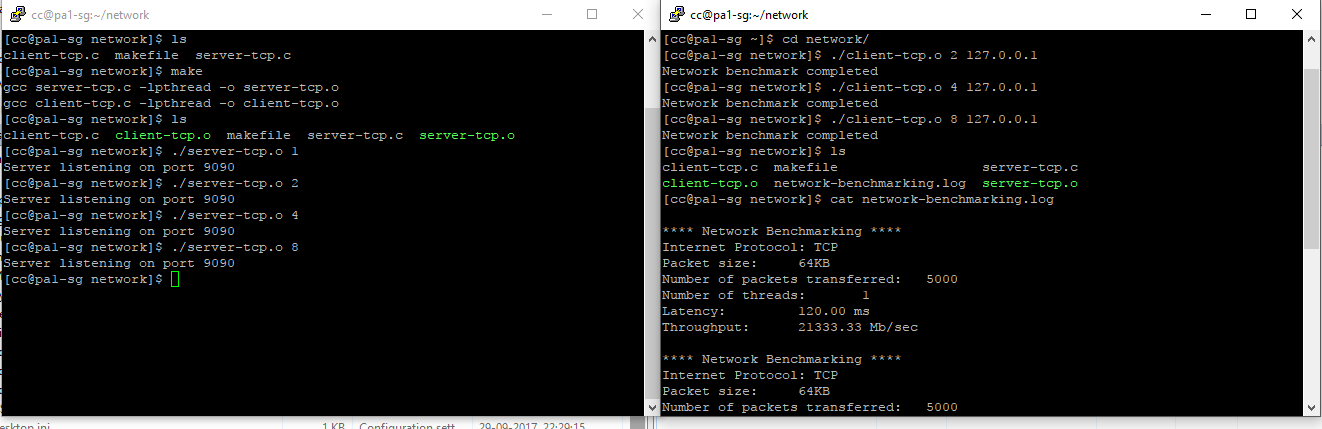 cc@pa1-sg:~/network
[cc@pa1-sg network]$ ls
client-tcp.c  makefile  server-tcp.c
[cc@pa1-sg network]$ make
gcc server-tcp.c -lpthread -o server-tcp.o
gcc client-tcp.c -lpthread -o client-tcp.o
[cc@pa1-sg network]$ ls
client-tcp.c  client-tcp.o  makefile  server-tcp.c  server-tcp.o
[cc@pa1-sg network]$ ./server-tcp.o 1
Server listening on port 9090
[cc@pa1-sg network]$ ./server-tcp.o 2
Server listening on port 9090
[cc@pa1-sg network]$ ./server-tcp.o 4
Server listening on port 9090
[cc@pa1-sg network]$ ./server-tcp.o 8
Server listening on port 9090
[cc@pa1-sg network]$
cc@pa1-sg:~/network
[cc@pa1-sg ~]$ cd network/
[cc@pa1-sg network]$ ./client-tcp.o 2 127.0.0.1
Network benchmark completed
[cc@pa1-sg network]$ ./client-tcp.o 4 127.0.0.1
Network benchmark completed
[cc@pa1-sg network]$ ./client-tcp.o 8 127.0.0.1
Network benchmark completed
[cc@pa1-sg network]$ ls
client-tcp.c  makefile                  server-tcp.c
client-tcp.o  network-benchmarking.log  server-tcp.o
[cc@pa1-sg network]$ cat network-benchmarking.log
**** Network Benchmarking ****
Internet Protocol: TCP
Packet size:     64KB
Number of packets transferred:   5000
Number of threads:       1
Latency:         120.00 ms
Throughput:      21333.33 Mb/sec
**** Network Benchmarking ****
Internet Protocol: TCP
Packet size:     64KB
Number of packets transferred:   5000
esktop.ini 1 KB Configuration sett... 29-09-2017, 22:29:15